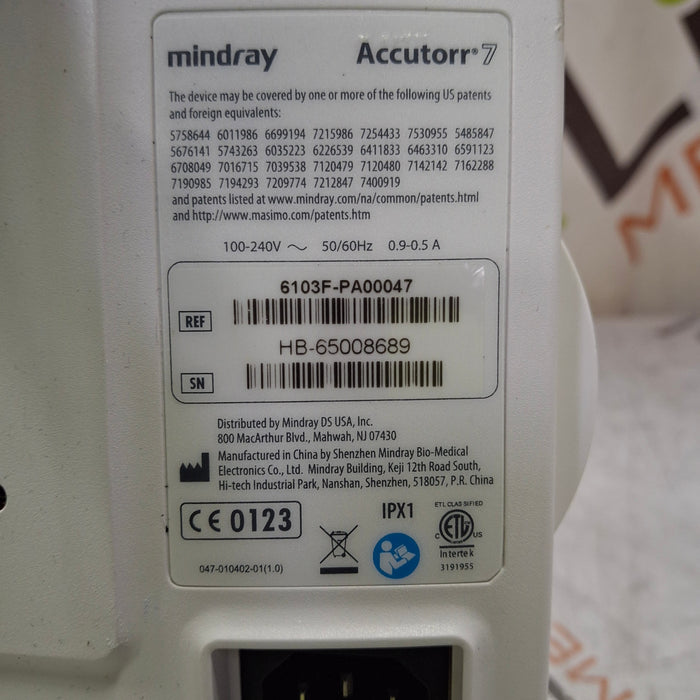 mindray Accutorr® 7
The device may be covered by one or more of the following US patents
and foreign equivalents:
5758644 6011986 6699194 7215986 7254433 7530955 5485847
5676141 5743263 6035223 6226539 6411833 6463310 6591123
6708049 7016715 7039538 7120479 7120480 7142142 7162288
7190985 7194293 7209774 7212847 7400919
and patents listed at www.mindray.com/na/common/patents.html
and http://www.masimo.com/patents.htm
100-240V ~ 50/60Hz 0.9-0.5 A
6103F-PA00047
REF
HB-65008689
SN
Distributed by Mindray DS USA, Inc.
800 MacArthur Blvd., Mahwah, NJ 07430
Manufactured in China by Shenzhen Mindray Bio-Medical
Electronics Co., Ltd. Mindray Building, Keji 12th Road South,
Hi-tech Industrial Park, Nanshan, Shenzhen, 518057, P.R. China
CE 0123
IPX1
ETL CLASSIFIED
C ETL US
Intertek
3191955
047-010402-01(1.0)